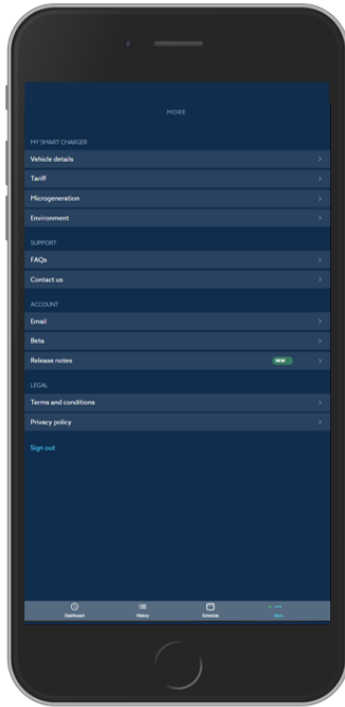 MORE
MY SMART CHARGER
Vehicle details
Tariff
Microgeneration
Environment
SUPPORT
FAQs
Contact us
ACCOUNT
Email
Beta
Release notes NEW
LEGAL
Terms and conditions
Privacy policy
Sign out
Dashboard History Schedule More